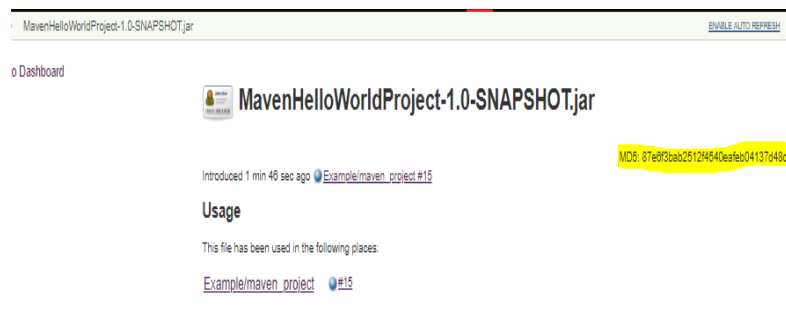 MavenHelloWorldProject-1.0-SNAPSHOT.jar
ENABLE AUTO REFRESH
o Dashboard
MavenHelloWorldProject-1.0-SNAPSHOT.jar
MD5: 87e6f3bab2512f4540eafeb04137d48c
Introduced 1 min 46 sec ago Example/maven_project #15
Usage
This file has been used in the following places:
Example/maven_project #15